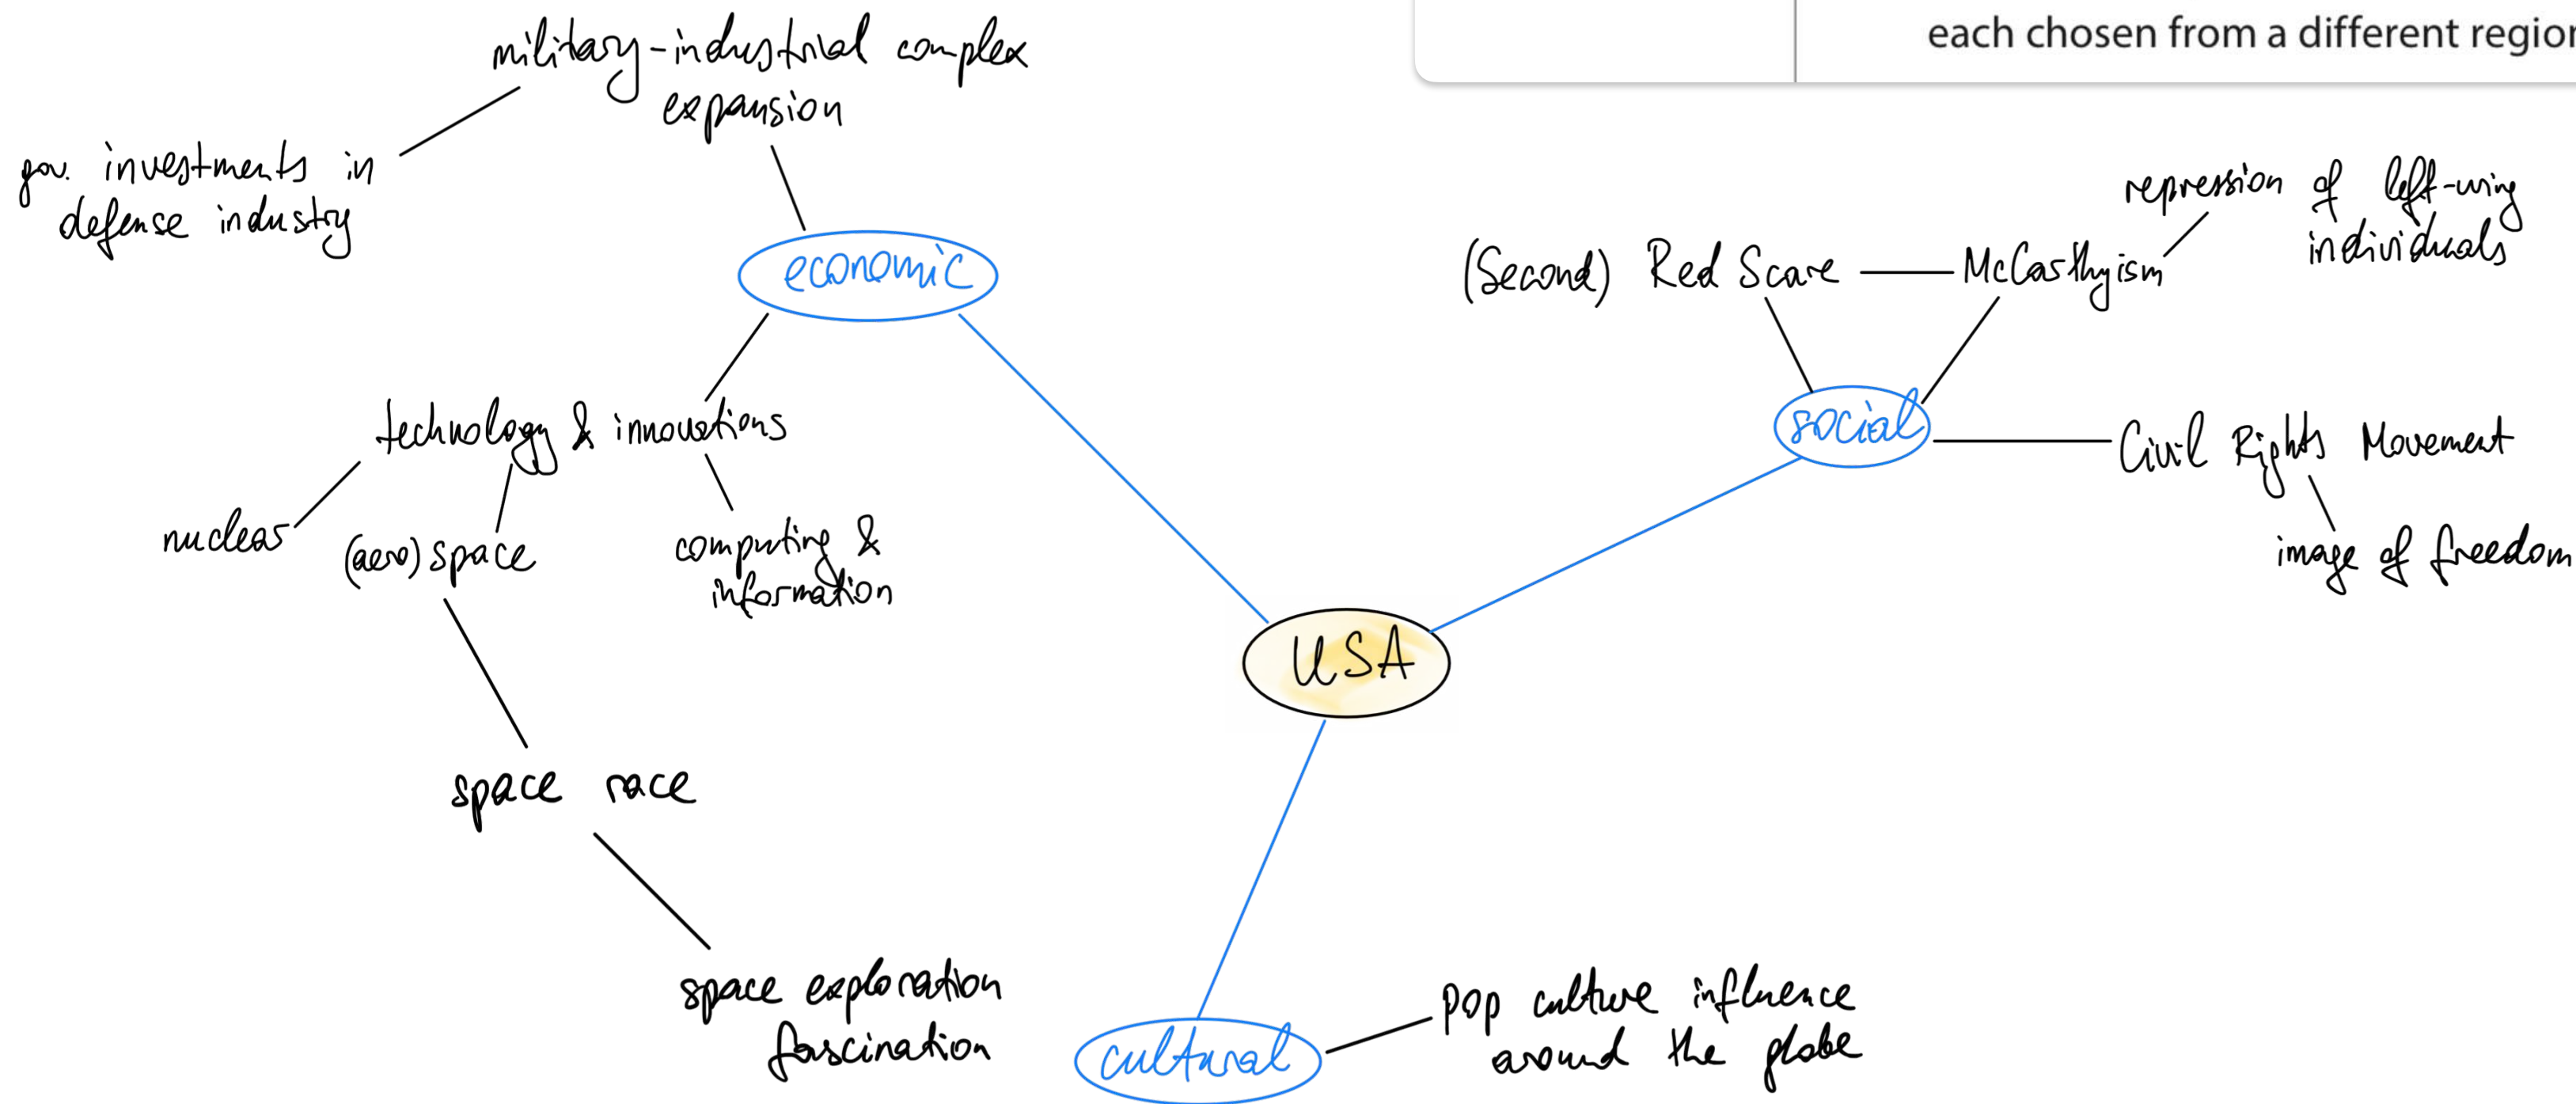 each chosen from a different region
military-industrial complex
expansion
gov. investments in
defense industry
economic
technology & innovations
nuclear
(aero)space
computing &
information
space race
space exploration
fascination
USA
(Second) Red Scare
McCarthyism
repression of left-wing
individuals
social
Civil Rights Movement
image of freedom
cultural
pop culture influence
around the globe